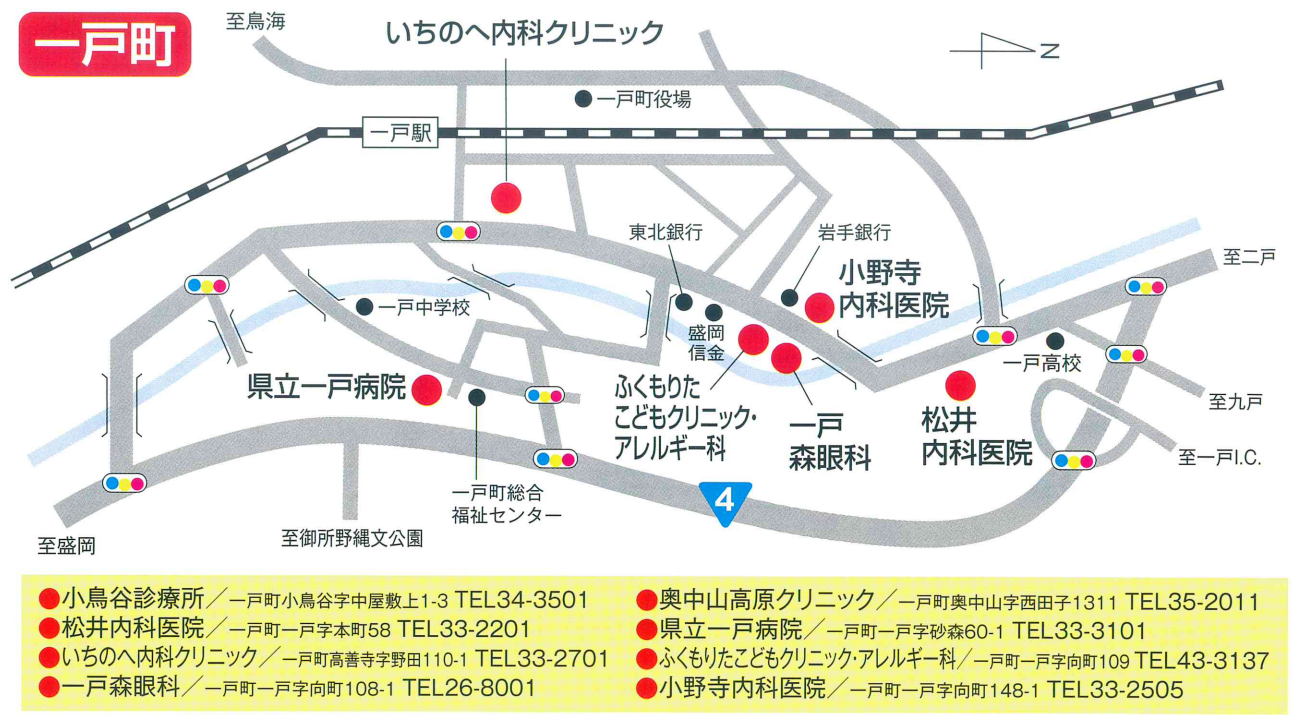 一戸町
至鳥海
いちのへ内科クリニック
N
一戸町役場
一戸駅
東北銀行
岩手銀行
至二戸
小野寺
内科医院
一戸中学校
盛岡
信金
一戸高校
県立一戸病院
ふくもりた
こどもクリニック・
アレルギー科
一戸
森眼科
松井
内科医院
至九戸
至一戸I.C.
一戸町総合
福祉センター
4
至盛岡
至御所野縄文公園
●小鳥谷診療所／一戸町小鳥谷字中屋敷上1-3 TEL34-3501
●松井内科医院／一戸町一戸字本町58 TEL33-2201
●いちのへ内科クリニック／一戸町高善寺字野田110-1 TEL33-2701
●一戸森眼科／一戸町一戸字向町108-1 TEL26-8001
●奥中山高原クリニック／一戸町奥中山字西田子1311 TEL35-2011
●県立一戸病院／一戸町一戸字砂森60-1 TEL33-3101
●ふくもりたこどもクリニック・アレルギー科／一戸町一戸字向町109 TEL43-3137
●小野寺内科医院／一戸町一戸字向町148-1 TEL33-2505